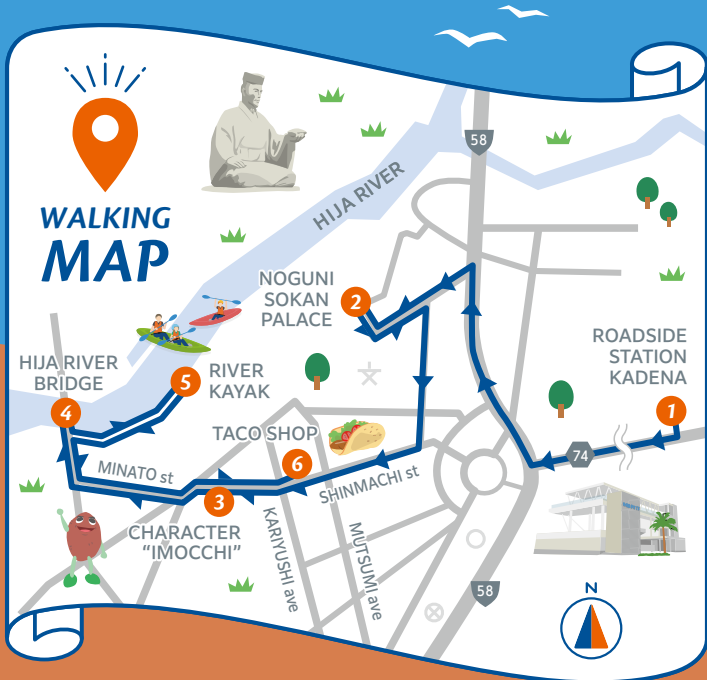 WALKING
MAP
HIJA RIVER
58
NOGUNI
SOKAN
PALACE
2
ROADSIDE
STATION
KADENA
1
HIJA RIVER
BRIDGE
4
RIVER
KAYAK
5
TACO SHOP
6
74
MINATO st
SHINMACHI st
3
CHARACTER
“IMOCCHI”
KARIYUSHI ave
MUTSUMI ave
58
N